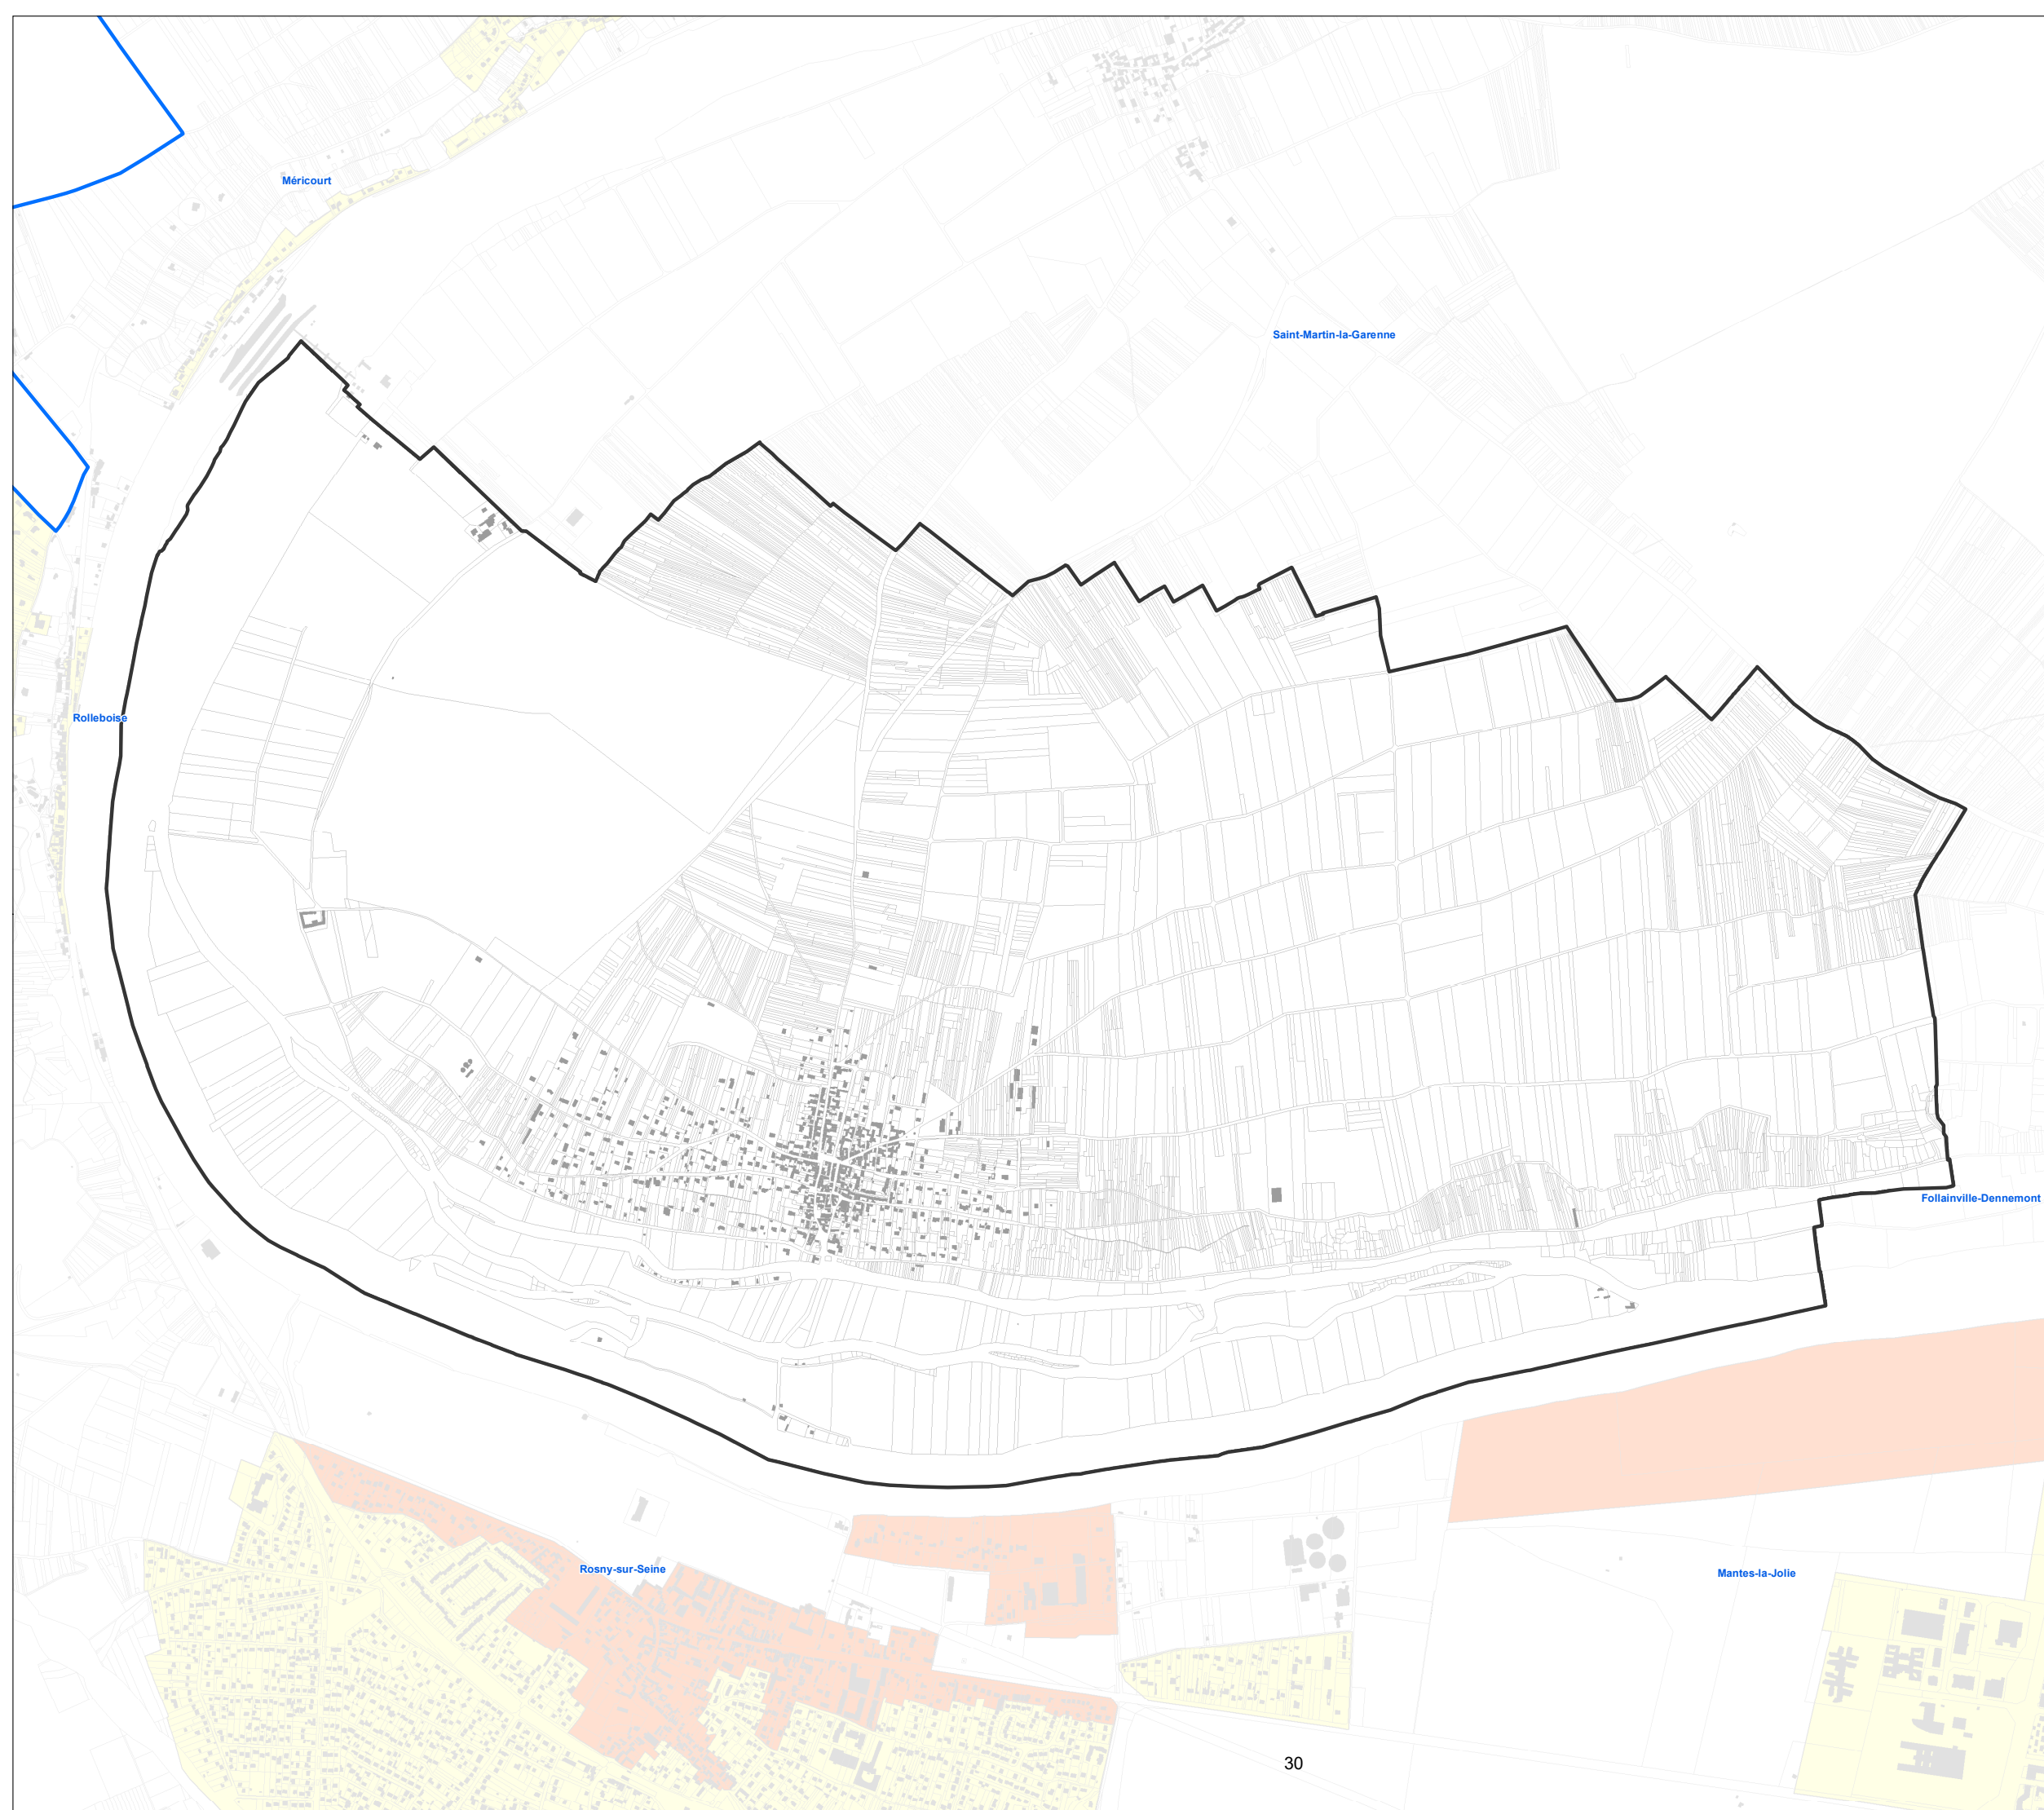 Méricourt
Saint-Martin-la-Garenne
Rolleboise
Follainville-Dennemont
Rosny-sur-Seine
Mantes-la-Jolie
30